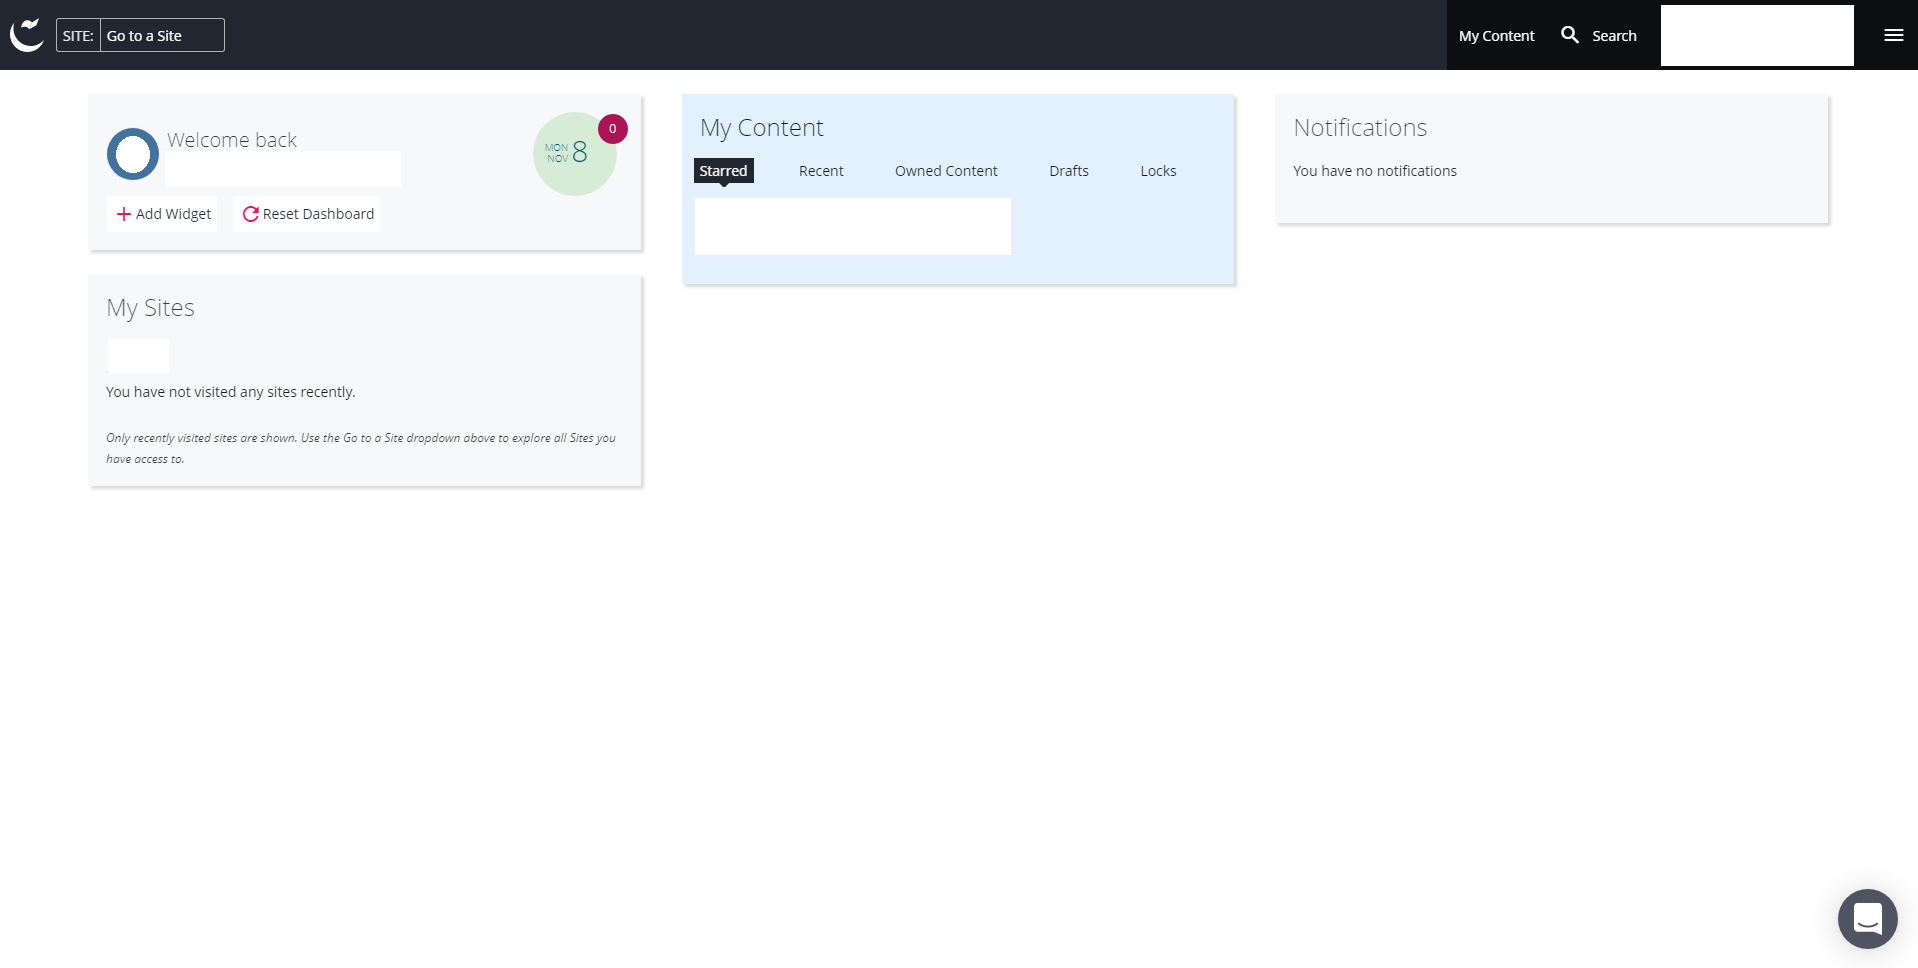 SITE: Go to a Site
My Content
Search
Welcome back
MON
NOV 8
0
Add Widget
Reset Dashboard
My Sites
You have not visited any sites recently.
Only recently visited sites are shown. Use the Go to a Site dropdown above to explore all Sites you
have access to.
My Content
Starred Recent Owned Content Drafts Locks
Notifications
You have no notifications